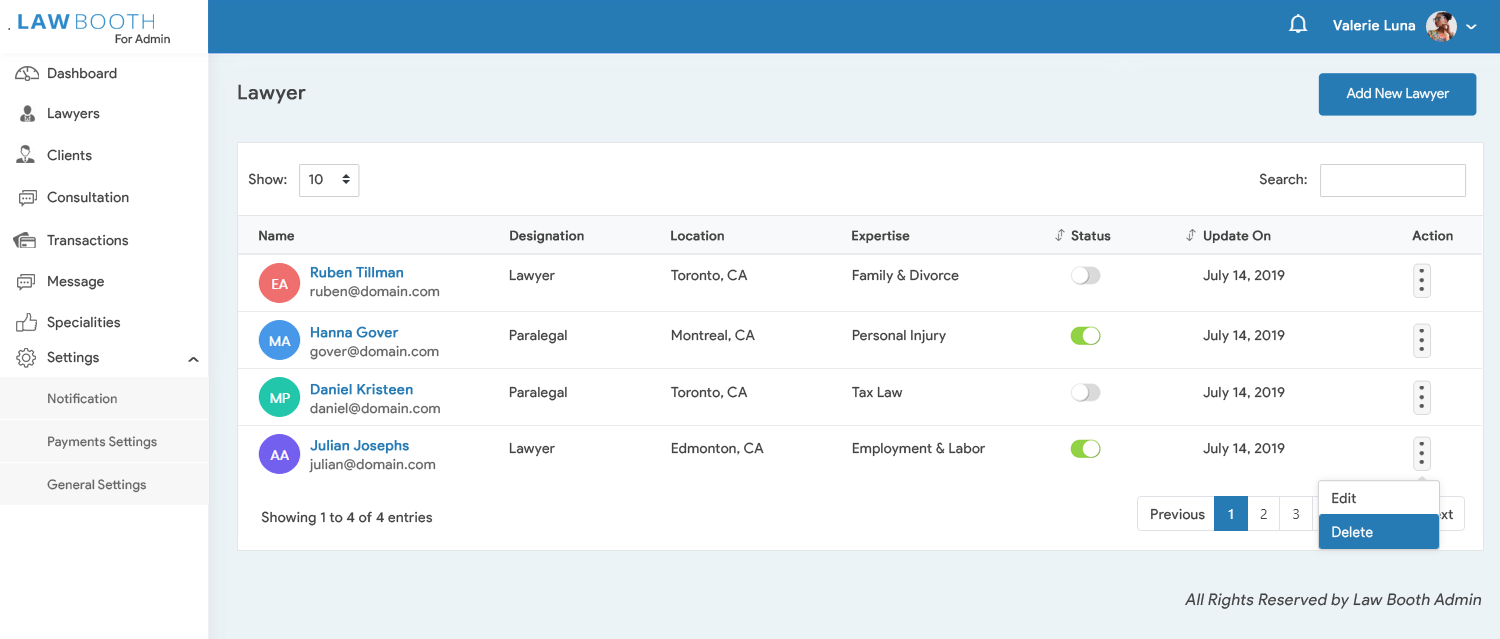 LAWBOOTH
For Admin
Valerie Luna
Dashboard
Lawyers
Clients
Consultation
Transactions
Message
Specialities
Settings
Notification
Payments Settings
General Settings
Lawyer
Add New Lawyer
Show: 10
Search:
Name Designation Location Expertise Status Update On Action
EA Ruben Tillman Lawyer Toronto, CA Family & Divorce July 14, 2019
ruben@domain.com
MA Hanna Gover Paralegal Montreal, CA Personal Injury July 14, 2019
gover@domain.com
MP Daniel Kristeen Paralegal Toronto, CA Tax Law July 14, 2019
daniel@domain.com
AA Julian Josephs Lawyer Edmonton, CA Employment & Labor July 14, 2019
julian@domain.com
Edit
Delete
Showing 1 to 4 of 4 entries
Previous 1 2 3 xt
All Rights Reserved by Law Booth Admin